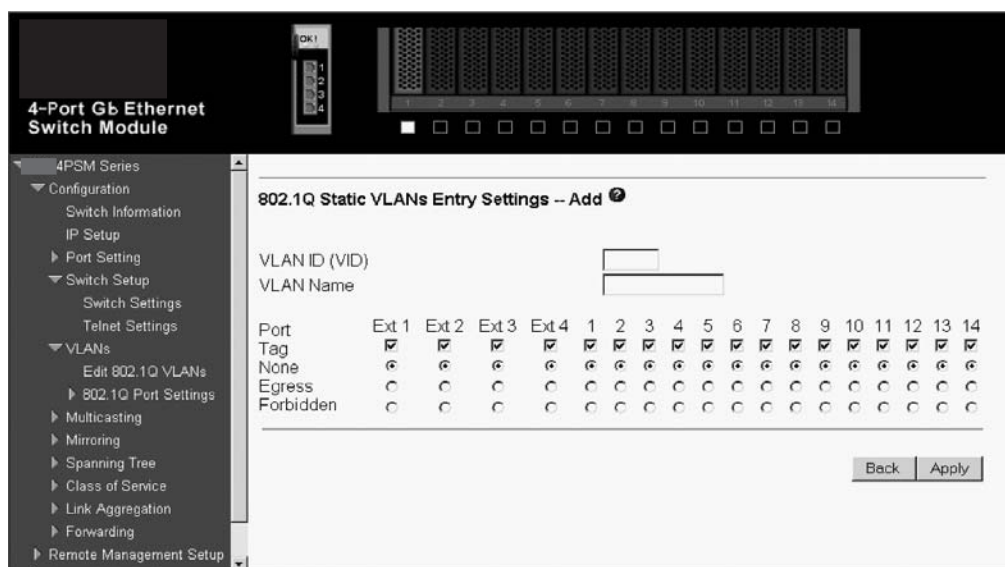 OK!
1
2
3
4
4-Port Gb Ethernet
Switch Module
1 2 3 4 5 6 7 8 9 10 11 12 13 14
4PSM Series
Configuration
Switch Information
IP Setup
Port Setting
Switch Setup
Switch Settings
Telnet Settings
VLANs
Edit 802.1Q VLANs
802.1Q Port Settings
Multicasting
Mirroring
Spanning Tree
Class of Service
Link Aggregation
Forwarding
Remote Management Setup
802.1Q Static VLANs Entry Settings -- Add ?
VLAN ID (VID)
VLAN Name
Port Ext 1 Ext 2 Ext 3 Ext 4 1 2 3 4 5 6 7 8 9 10 11 12 13 14
Tag
None
Egress
Forbidden
Back Apply